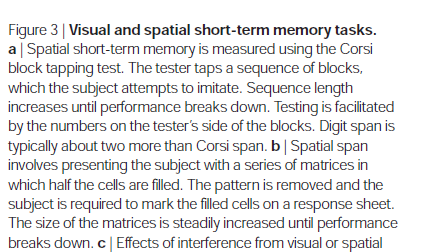 Figure 3 | Visual and spatial short-term memory tasks.
a | Spatial short-term memory is measured using the Corsi
block tapping test. The tester taps a sequence of blocks,
which the subject attempts to imitate. Sequence length
increases until performance breaks down. Testing is facilitated
by the numbers on the tester's side of the blocks. Digit span is
typically about two more than Corsi span. b | Spatial span
involves presenting the subject with a series of matrices in
which half the cells are filled. The pattern is removed and the
subject is required to mark the filled cells on a response sheet.
The size of the matrices is steadily increased until performance
breaks down. c | Effects of interference from visual or spatial